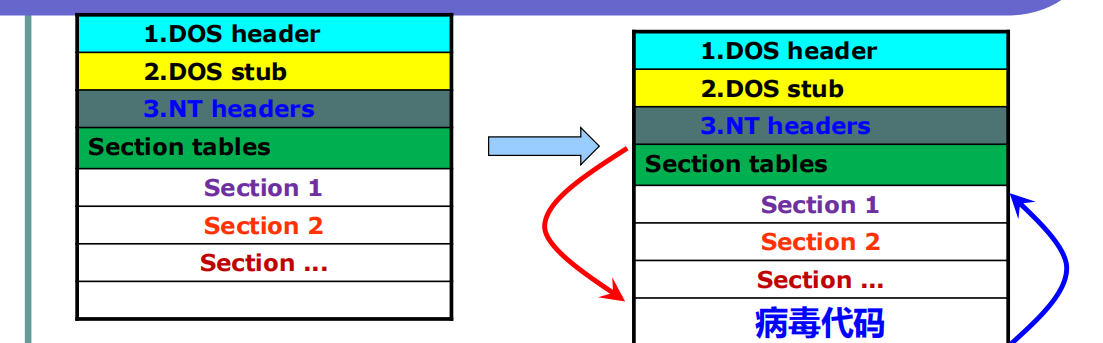 1.DOS header
2.DOS stub
3.NT headers
Section tables
Section 1
Section 2
Section ...
1.DOS header
2.DOS stub
3.NT headers
Section tables
Section 1
Section 2
Section ...
病毒代码